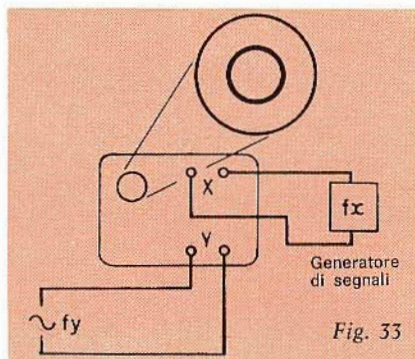 X
fx
Y
Generatore
di segnali
fy
Fig. 33